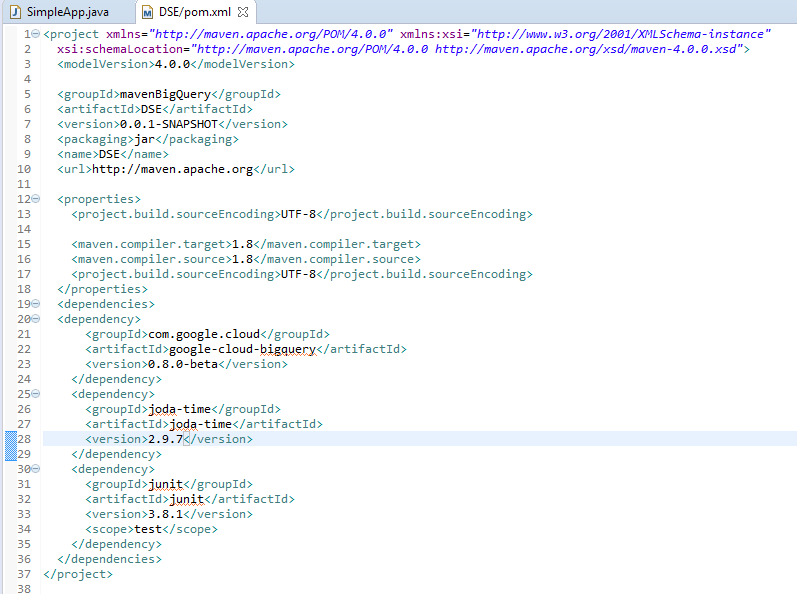 SimpleApp.java DSE/pom.xml
1 <project xmlns="http://maven.apache.org/POM/4.0.0" xmlns:xsi="http://www.w3.org/2001/XMLSchema-instance"
2   xsi:schemaLocation="http://maven.apache.org/POM/4.0.0 http://maven.apache.org/xsd/maven-4.0.0.xsd">
3   <modelVersion>4.0.0</modelVersion>
4
5   <groupId>mavenBigQuery</groupId>
6   <artifactId>DSE</artifactId>
7   <version>0.0.1-SNAPSHOT</version>
8   <packaging>jar</packaging>
9   <name>DSE</name>
10   <url>http://maven.apache.org</url>
11
12   <properties>
13     <project.build.sourceEncoding>UTF-8</project.build.sourceEncoding>
14
15     <maven.compiler.target>1.8</maven.compiler.target>
16     <maven.compiler.source>1.8</maven.compiler.source>
17     <project.build.sourceEncoding>UTF-8</project.build.sourceEncoding>
18   </properties>
19   <dependencies>
20   <dependency>
21       <groupId>com.google.cloud</groupId>
22       <artifactId>google-cloud-bigquery</artifactId>
23       <version>0.8.0-beta</version>
24     </dependency>
25     <dependency>
26       <groupId>joda-time</groupId>
27       <artifactId>joda-time</artifactId>
28       <version>2.9.7</version>
29     </dependency>
30     <dependency>
31       <groupId>junit</groupId>
32       <artifactId>junit</artifactId>
33       <version>3.8.1</version>
34       <scope>test</scope>
35     </dependency>
36   </dependencies>
37 </project>
38